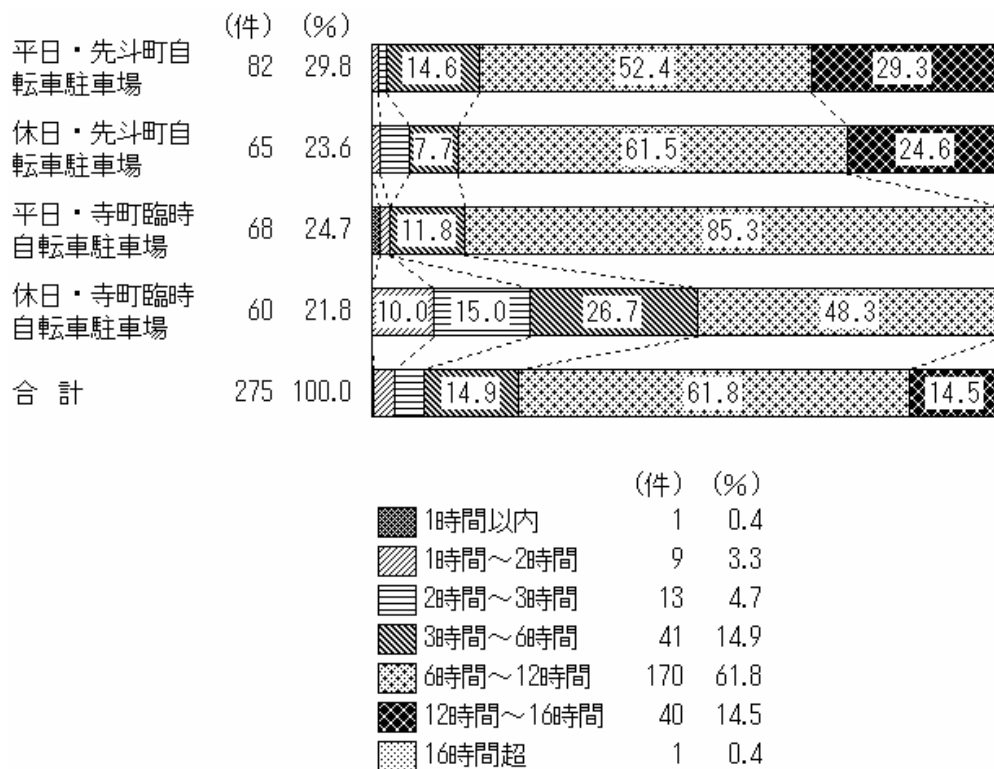 (件) (%)
平日・先斗町自
転車駐車場
82 29.8 14.6 52.4 29.3
休日・先斗町自
転車駐車場
65 23.6 7.7 61.5 24.6
平日・寺町臨時
自転車駐車場
68 24.7 11.8 85.3
休日・寺町臨時
自転車駐車場
60 21.8 10.0 15.0 26.7 48.3
合 計 275 100.0 14.9 61.8 14.5
(件) (%)
1時間以内 1 0.4
1時間～2時間 9 3.3
2時間～3時間 13 4.7
3時間～6時間 41 14.9
6時間～12時間 170 61.8
12時間～16時間 40 14.5
16時間超 1 0.4